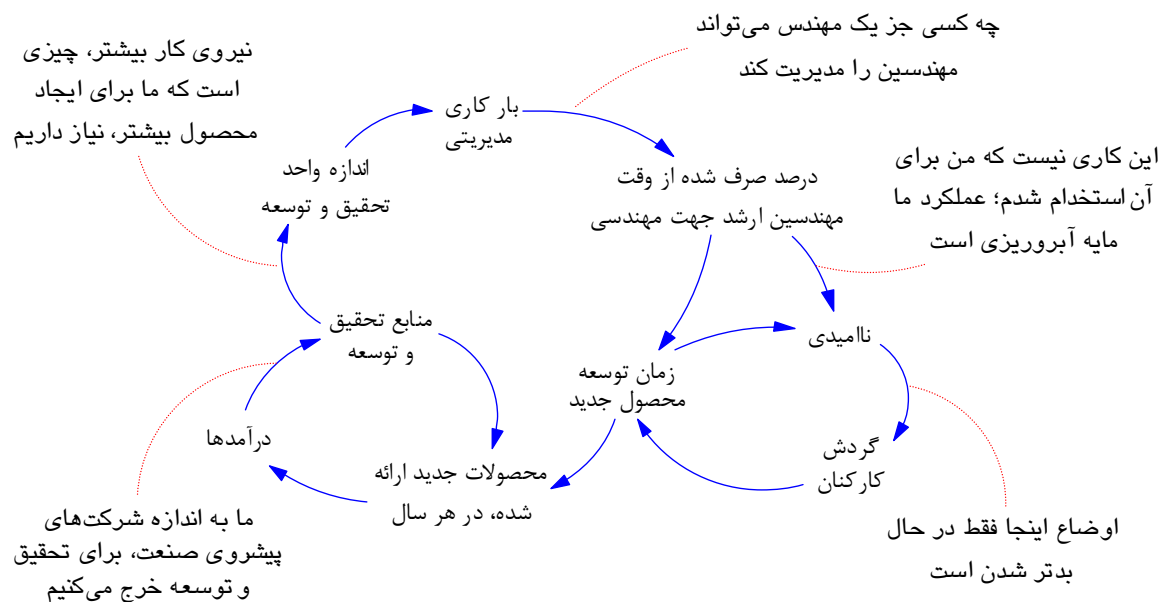 چه کسی جز یک مهندس می‌تواند
مهندسین را مدیریت کند
نیروی کار بیشتر، چیزی
است که ما برای ایجاد
محصول بیشتر، نیاز داریم
بار کاری
مدیریتی
این کاری نیست که من برای
آن استخدام شدم؛ عملکرد ما
مایه آبروریزی است
درصد صرف شده از وقت
مهندسین ارشد جهت مهندسی
اندازه واحد
تحقیق و توسعه
منابع تحقیق
و توسعه
ناامیدی
زمان توسعه
محصول جدید
درآمدها
گردش
کارکنان
محصولات جدید ارائه
شده، در هر سال
اوضاع اینجا فقط در حال
بدتر شدن است
ما به اندازه شرکت‌های
پیشروی صنعت، برای تحقیق
و توسعه خرج می‌کنیم